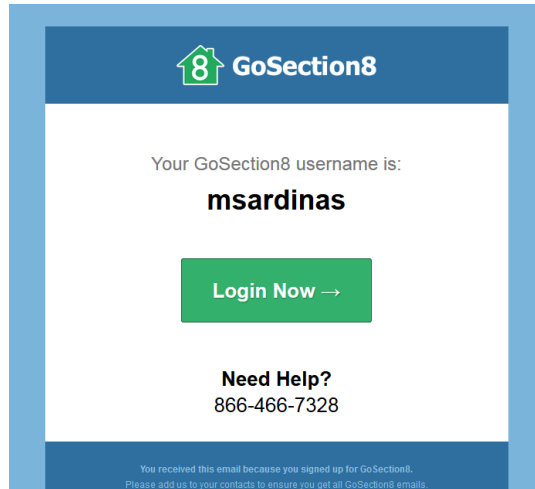 8 GoSection8
Your GoSection8 username is:
msardinas
Login Now →
Need Help?
866-466-7328
You received this email because you signed up for GoSection8.
Please add us to your contacts to ensure you get all GoSection8 emails.